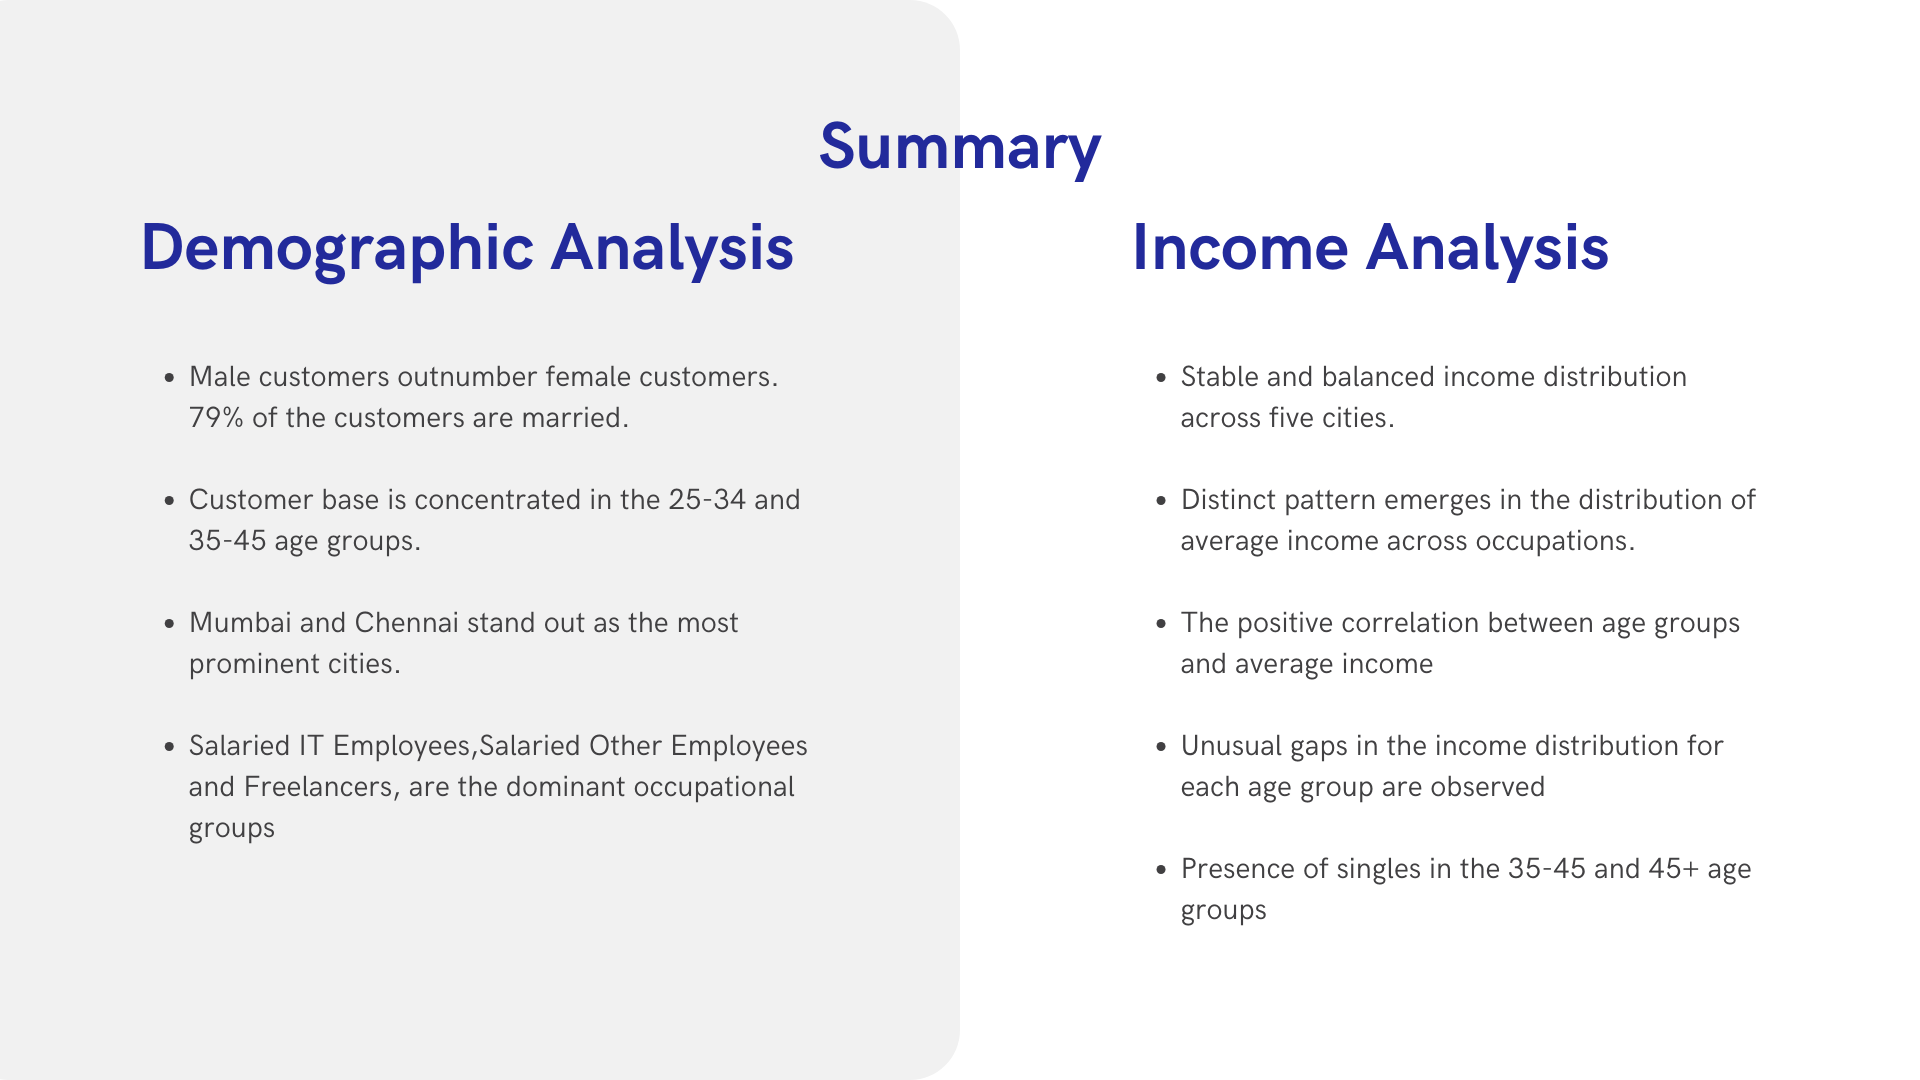 Summary
Demographic Analysis
• Male customers outnumber female customers.
79% of the customers are married.
• Customer base is concentrated in the 25-34 and
35-45 age groups.
• Mumbai and Chennai stand out as the most
prominent cities.
• Salaried IT Employees,Salaried Other Employees
and Freelancers, are the dominant occupational
groups
Income Analysis
• Stable and balanced income distribution
across five cities.
• Distinct pattern emerges in the distribution of
average income across occupations.
• The positive correlation between age groups
and average income
• Unusual gaps in the income distribution for
each age group are observed
• Presence of singles in the 35-45 and 45+ age
groups